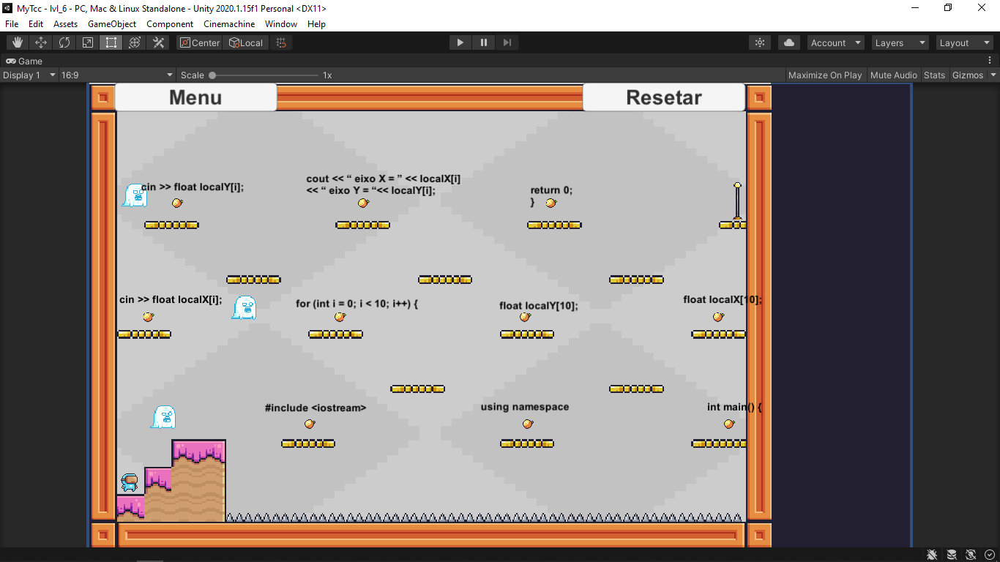 MyTcc - lvl_6 - PC, Mac & Linux Standalone - Unity 2020.1.15f1 Personal <DX11>
File Edit Assets GameObject Component Cinemachine Window Help
Center Local Account Layers Layout
Game
Display 1 16:9 Scale 1x Maximize On Play Mute Audio Stats Gizmos
Menu Resetar
cin >> float localY[i];
cout << “ eixo X = ” << localX[i]
<< “ eixo Y = “<< localY[i];
return 0;
}
cin >> float localX[i];
for (int i = 0; i < 10; i++) {
float localY[10];
float localX[10];
#include <iostream>
using namespace
int main() {